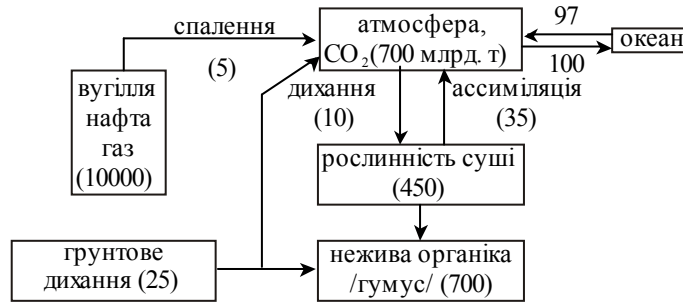 спалення
(5)
атмосфера,
CO₂(700 млрд. т)
97
100
океан
вугілля
нафта
газ
(10000)
дихання
(10)
ассиміляція
(35)
рослинність суші
(450)
грунтове
дихання (25)
нежива органіка
/гумус/ (700)